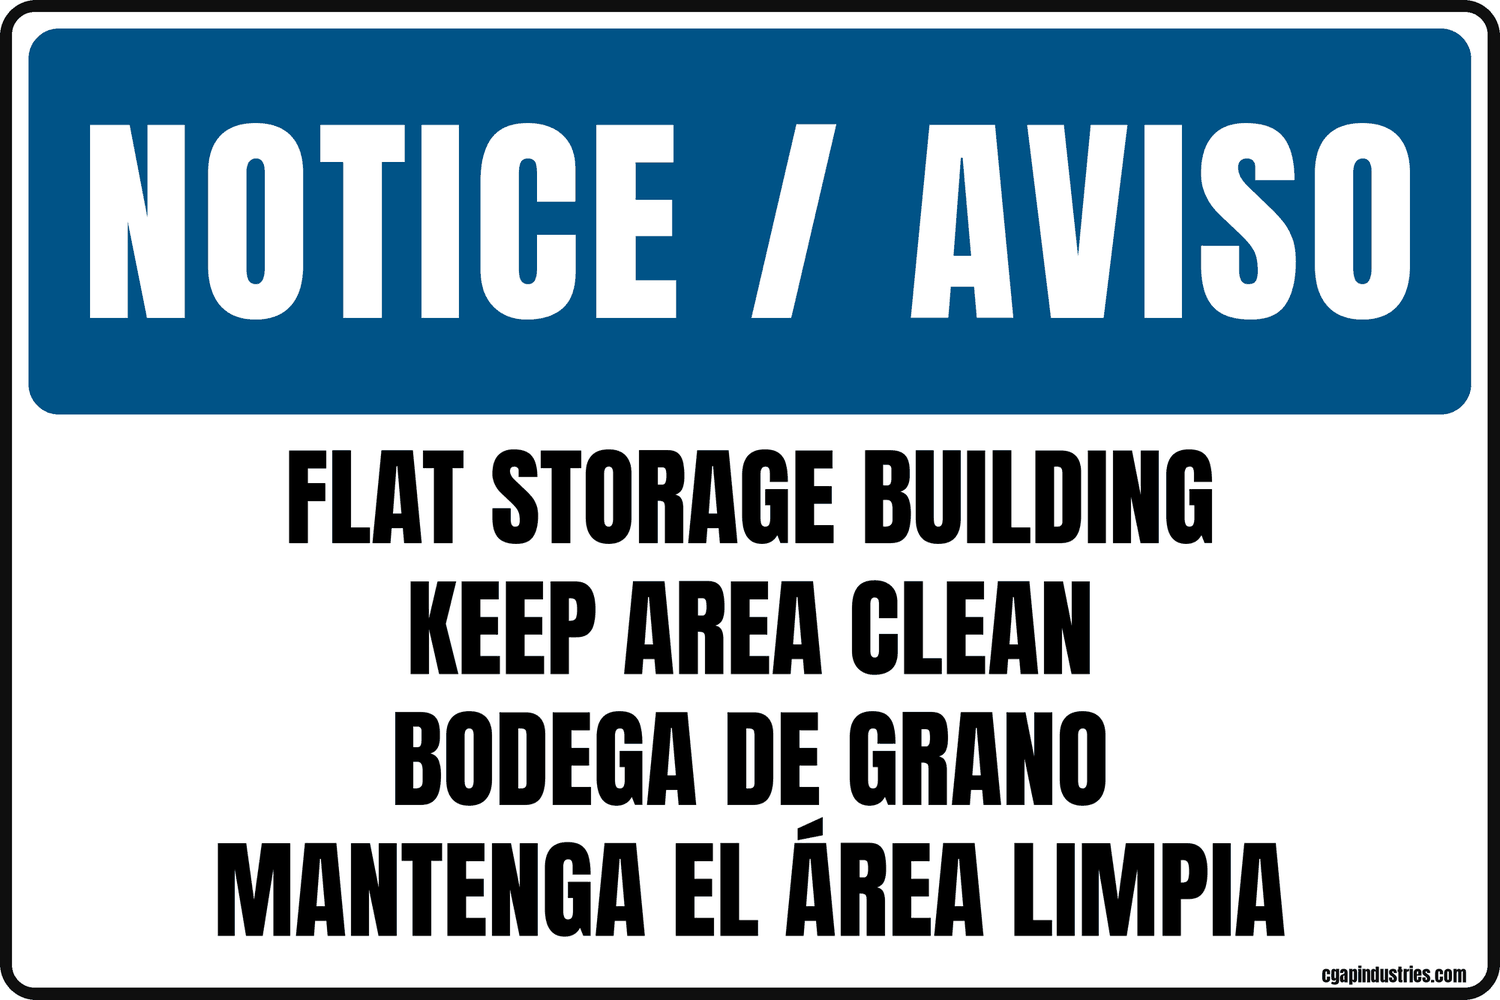 NOTICE / AVISO
FLAT STORAGE BUILDING
KEEP AREA CLEAN
BODEGA DE GRANO
MANTENGA EL ÁREA LIMPIA
cgapindustries.com